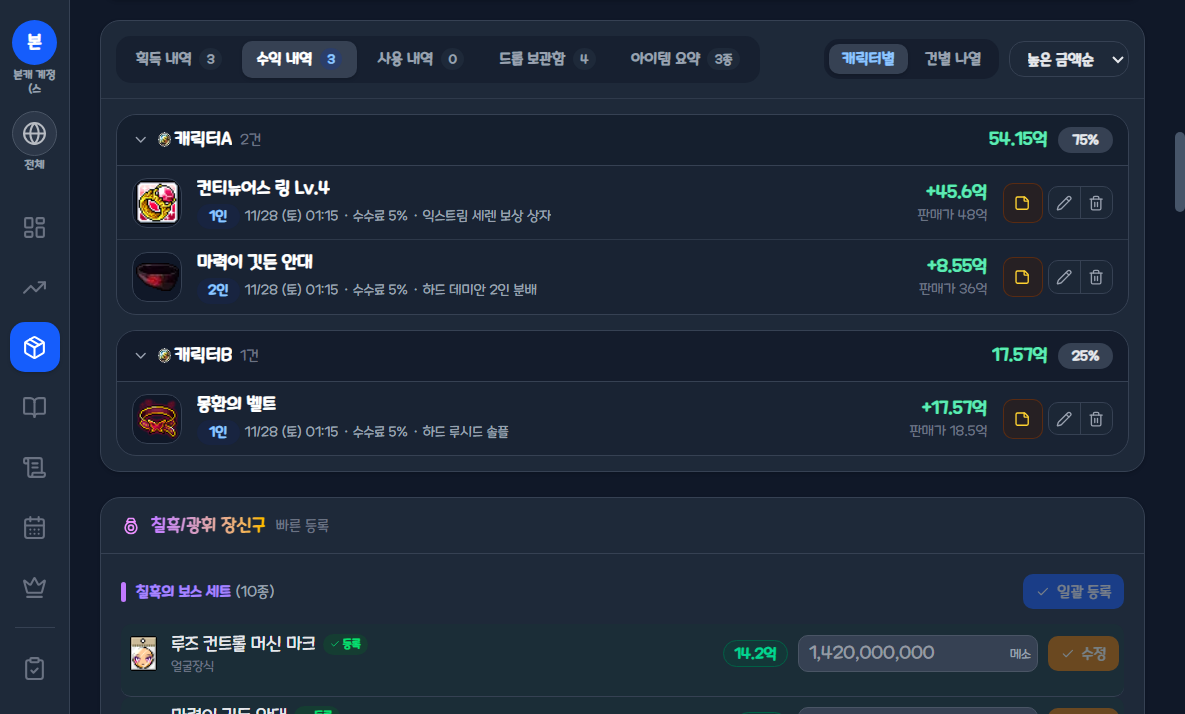 본
본캐 계정
(스
전체
획득 내역 3 수익 내역 3 사용 내역 0 드롭 보관함 4 아이템 요약 3종 캐릭터별 건별 나열 높은 금액순
캐릭터A 2건 54.15억 75%
컨티뉴어스 링 Lv.4 +45.6억
1인 11/28 (토) 01:15 · 수수료 5% · 익스트림 세렌 보상 상자 판매가 48억
마력이 깃든 안대 +8.55억
2인 11/28 (토) 01:15 · 수수료 5% · 하드 데미안 2인 분배 판매가 36억
캐릭터B 1건 17.57억 25%
몽환의 벨트 +17.57억
1인 11/28 (토) 01:15 · 수수료 5% · 하드 루시드 솔플 판매가 18.5억
칠흑/광휘 장신구 빠른 등록
칠흑의 보스 세트 (10종) 일괄 등록
루즈 컨트롤 머신 마크 등록 14.2억 1,420,000,000 메소 수정
얼굴장식
마력이 깃든 안대 등록